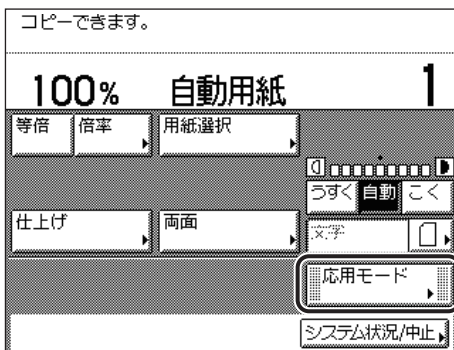 コピーできます。
100% 自動用紙 1
等倍 倍率 用紙選択
うすく 自動 こく
仕上げ 両面 文字
応用モード
システム状況/中止